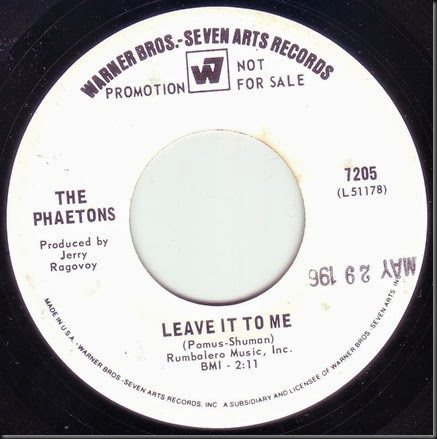 WARNER BROS.-SEVEN ARTS RECORDS
PROMOTION
W7
NOT
FOR SALE
THE
PHAETONS
Produced by
Jerry
Ragovoy
7205
(L51178)
MAY 29 196
LEAVE IT TO ME
(Pomus-Shuman)
Rumbalero Music, Inc.
BMI - 2:11
MADE IN U.S.A. - WARNER BROS.-SEVEN ARTS RECORDS, INC. A SUBSIDIARY AND LICENSEE OF WARNER BROS.-SEVEN ARTS, INC.